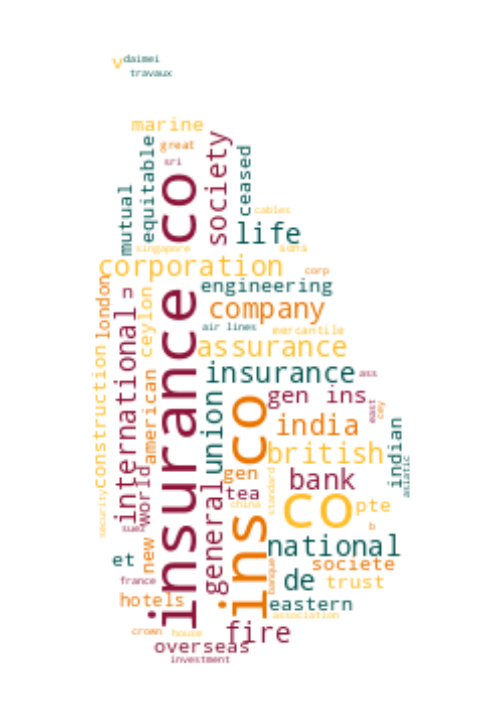 v
daimei
travaux
marine
great
equitable
sri
society
ceased
mutual
co
cables
life
singapore
sons
corporation
corp
london
engineering
n
ceylon
company
international
air lines
mercantile
assurance
construction
insurance co
american
insurance
ass
union
gen ins
east
cey
ins co
india
indian
british
asiatic
world
general
gen
bank
tea
standard
security
china
co
pte
suez
new
b
national
et
banque
societe
france
de
trust
hotels
eastern
association
crown
house
fire
overseas
investment